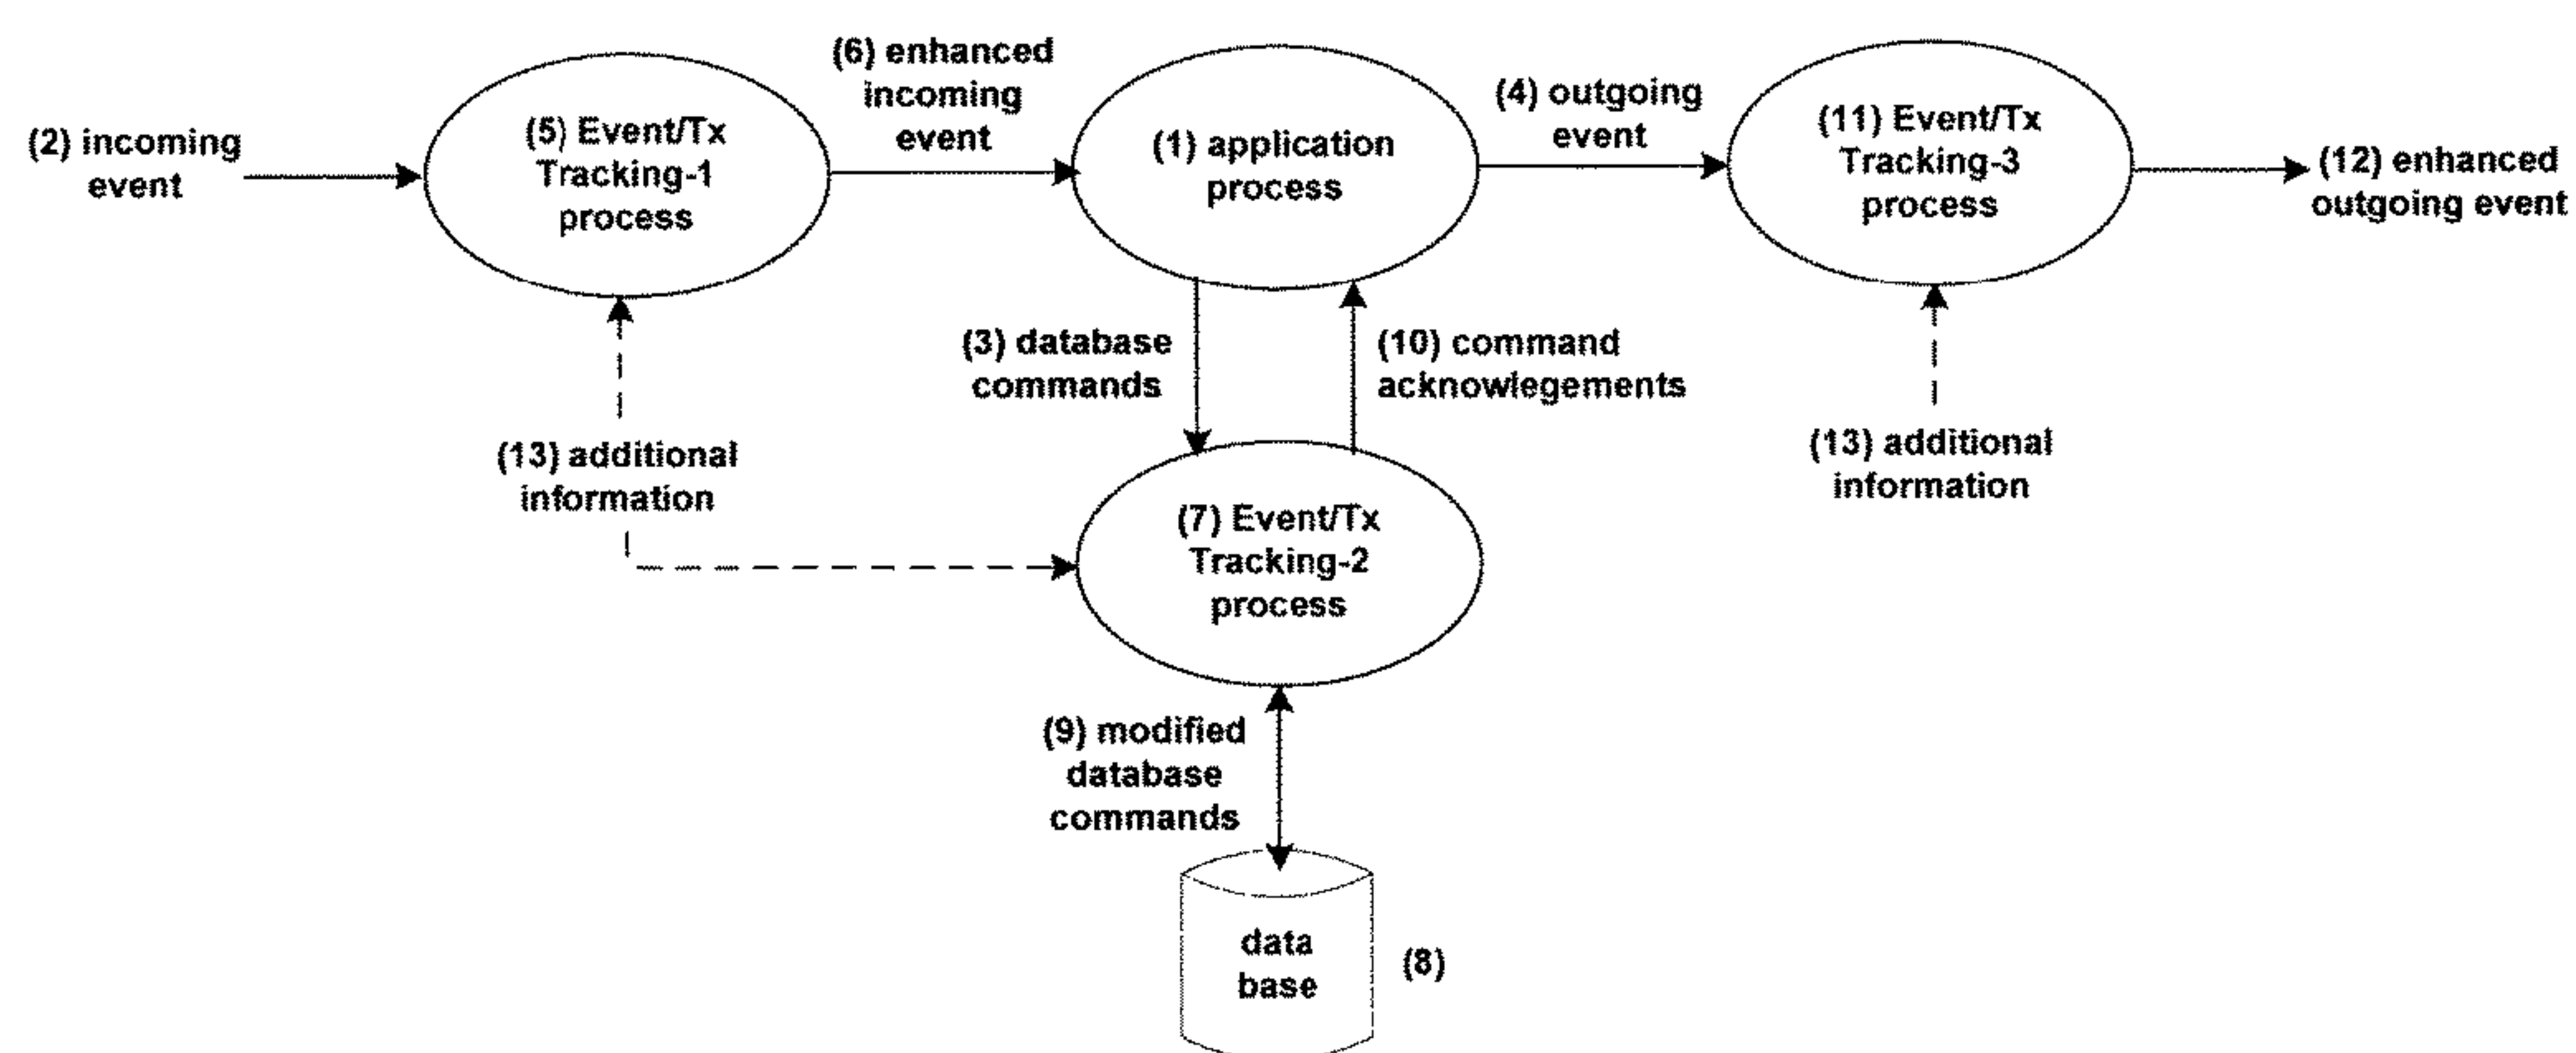 (2) incoming
event
(5) Event/Tx
Tracking-1
process
(6) enhanced
incoming
event
(1) application
process
(4) outgoing
event
(11) Event/Tx
Tracking-3
process
(12) enhanced
outgoing event
(3) database
commands
(10) command
acknowlegements
(13) additional
information
(13) additional
information
(7) Event/Tx
Tracking-2
process
(9) modified
database
commands
data
base
(8)